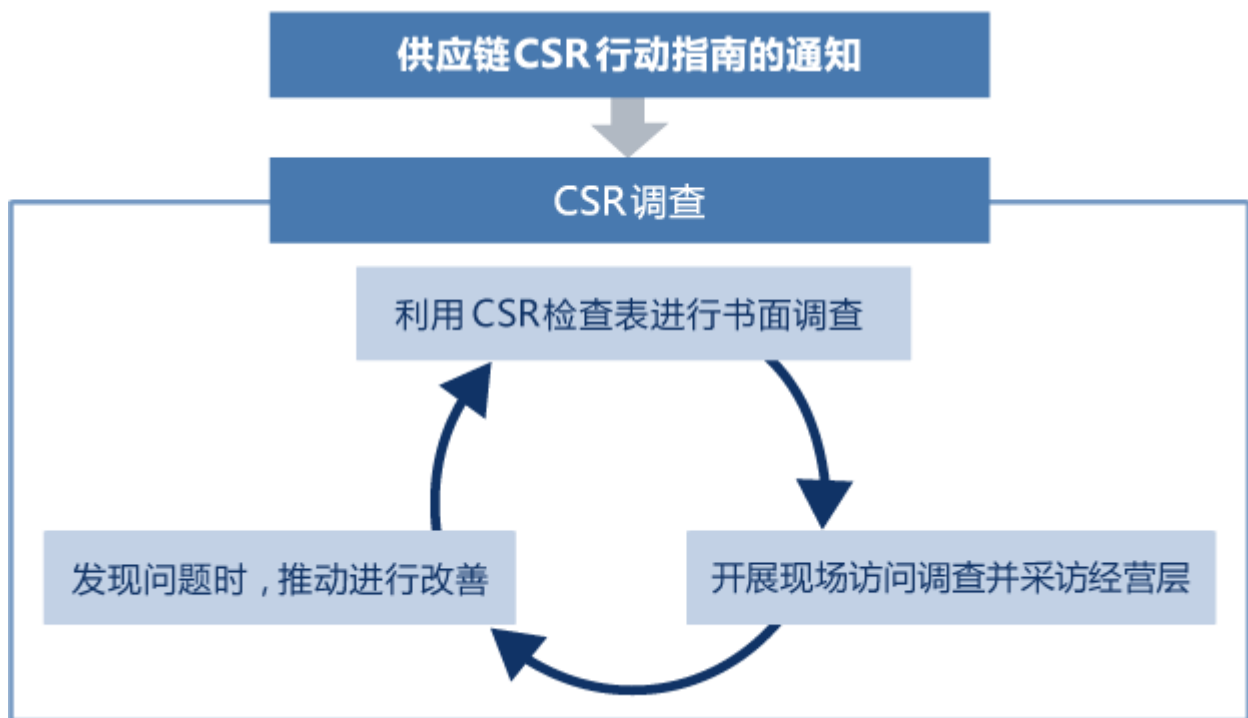 供应链CSR行动指南的通知
CSR调查
利用CSR检查表进行书面调查
发现问题时，推动进行改善
开展现场访问调查并采访经营层